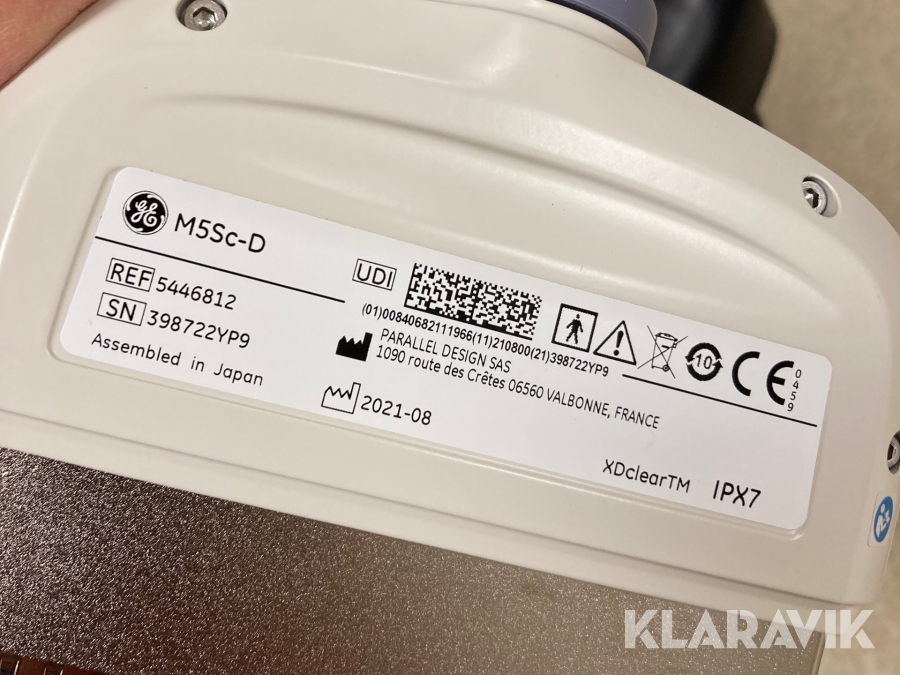 GE M5Sc-D
REF 5446812
SN 398722YP9
Assembled in Japan
UDI
(01)00840682111966(11)210800(21)398722YP9
PARALLEL DESIGN SAS
1090 route des Crêtes 06560 VALBONNE, FRANCE
2021-08
10
CE 0459
XDclearTM IPX7
KLARAVIK